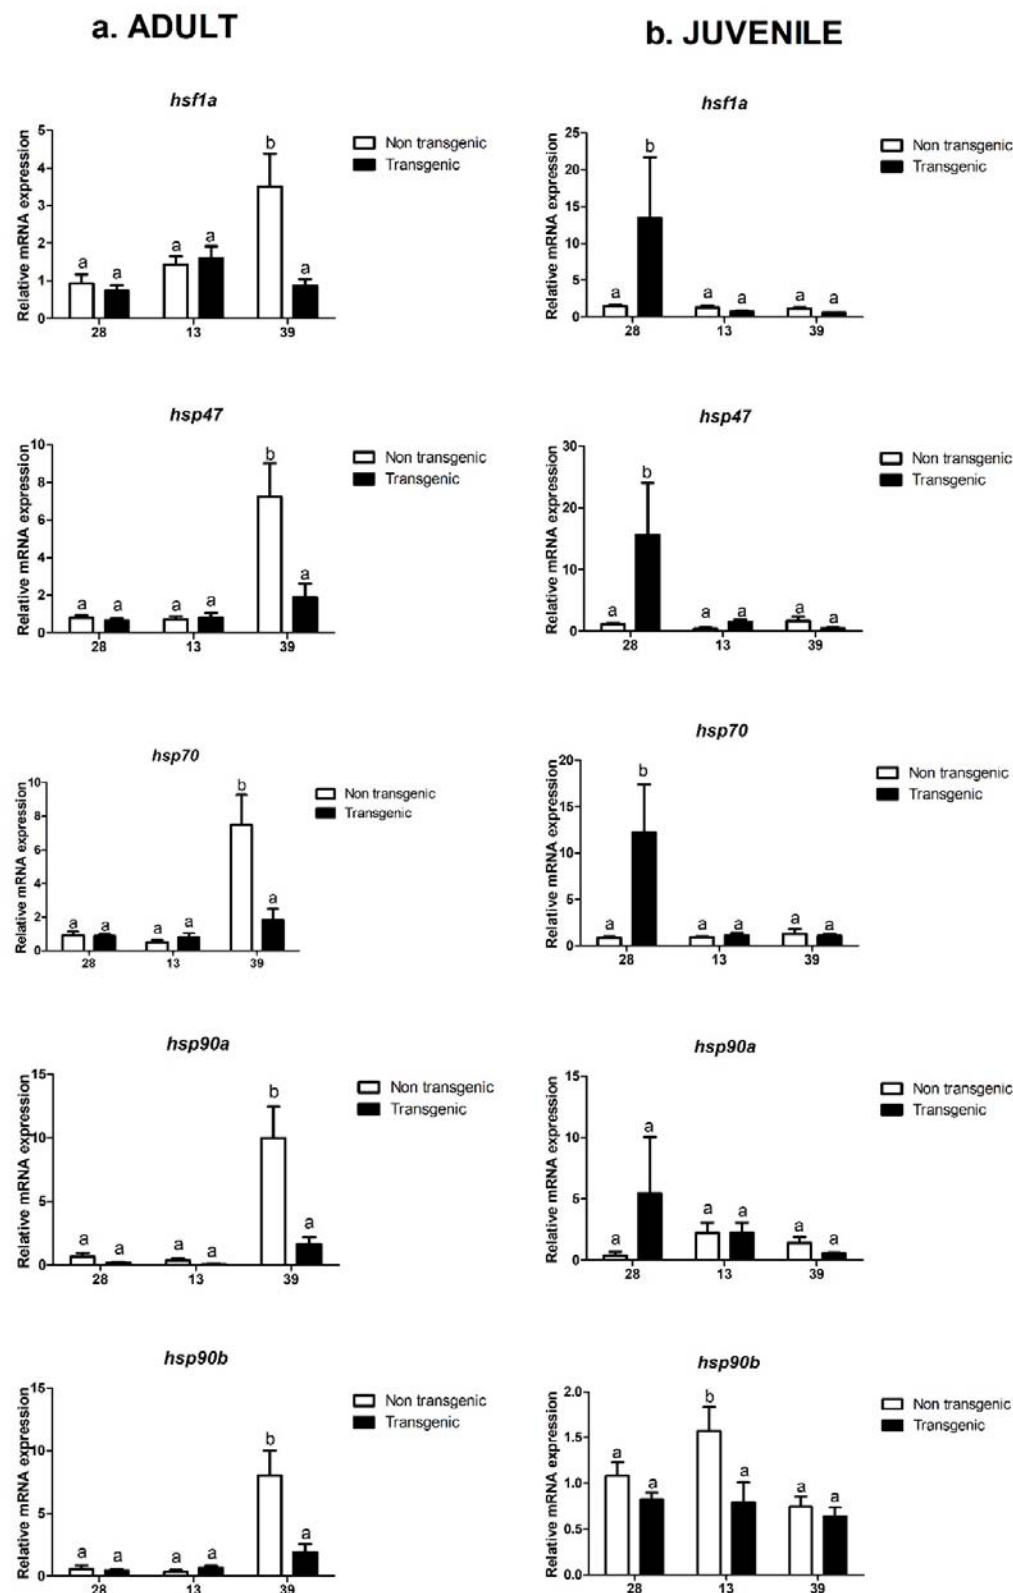 a. ADULT
b. JUVENILE
hsf1a
Relative mRNA expression
5
4
3
2
1
0
a
a
a
a
b
a
28
13
39
Non transgenic
Transgenic
hsf1a
Relative mRNA expression
25
20
15
10
5
0
a
b
a
a
a
a
28
13
39
Non transgenic
Transgenic
hsp47
Relative mRNA expression
10
8
6
4
2
0
a
a
a
a
b
a
28
13
39
Non transgenic
Transgenic
hsp47
Relative mRNA expression
30
20
10
0
a
b
a
a
a
a
28
13
39
Non transgenic
Transgenic
hsp70
Relative mRNA expression
10
8
6
4
2
0
a
a
a
a
b
a
28
13
39
Non transgenic
Transgenic
hsp70
Relative mRNA expression
20
15
10
5
0
a
b
a
a
a
a
28
13
39
Non transgenic
Transgenic
hsp90a
Relative mRNA expression
15
10
5
0
a
a
a
a
b
a
28
13
39
Non transgenic
Transgenic
hsp90a
Relative mRNA expression
15
10
5
0
a
a
a
a
a
a
28
13
39
Non transgenic
Transgenic
hsp90b
Relative mRNA expression
15
10
5
0
a
a
a
a
b
a
28
13
39
Non transgenic
Transgenic
hsp90b
Relative mRNA expression
2.0
1.5
1.0
0.5
0.0
a
a
b
a
a
a
28
13
39
Non transgenic
Transgenic